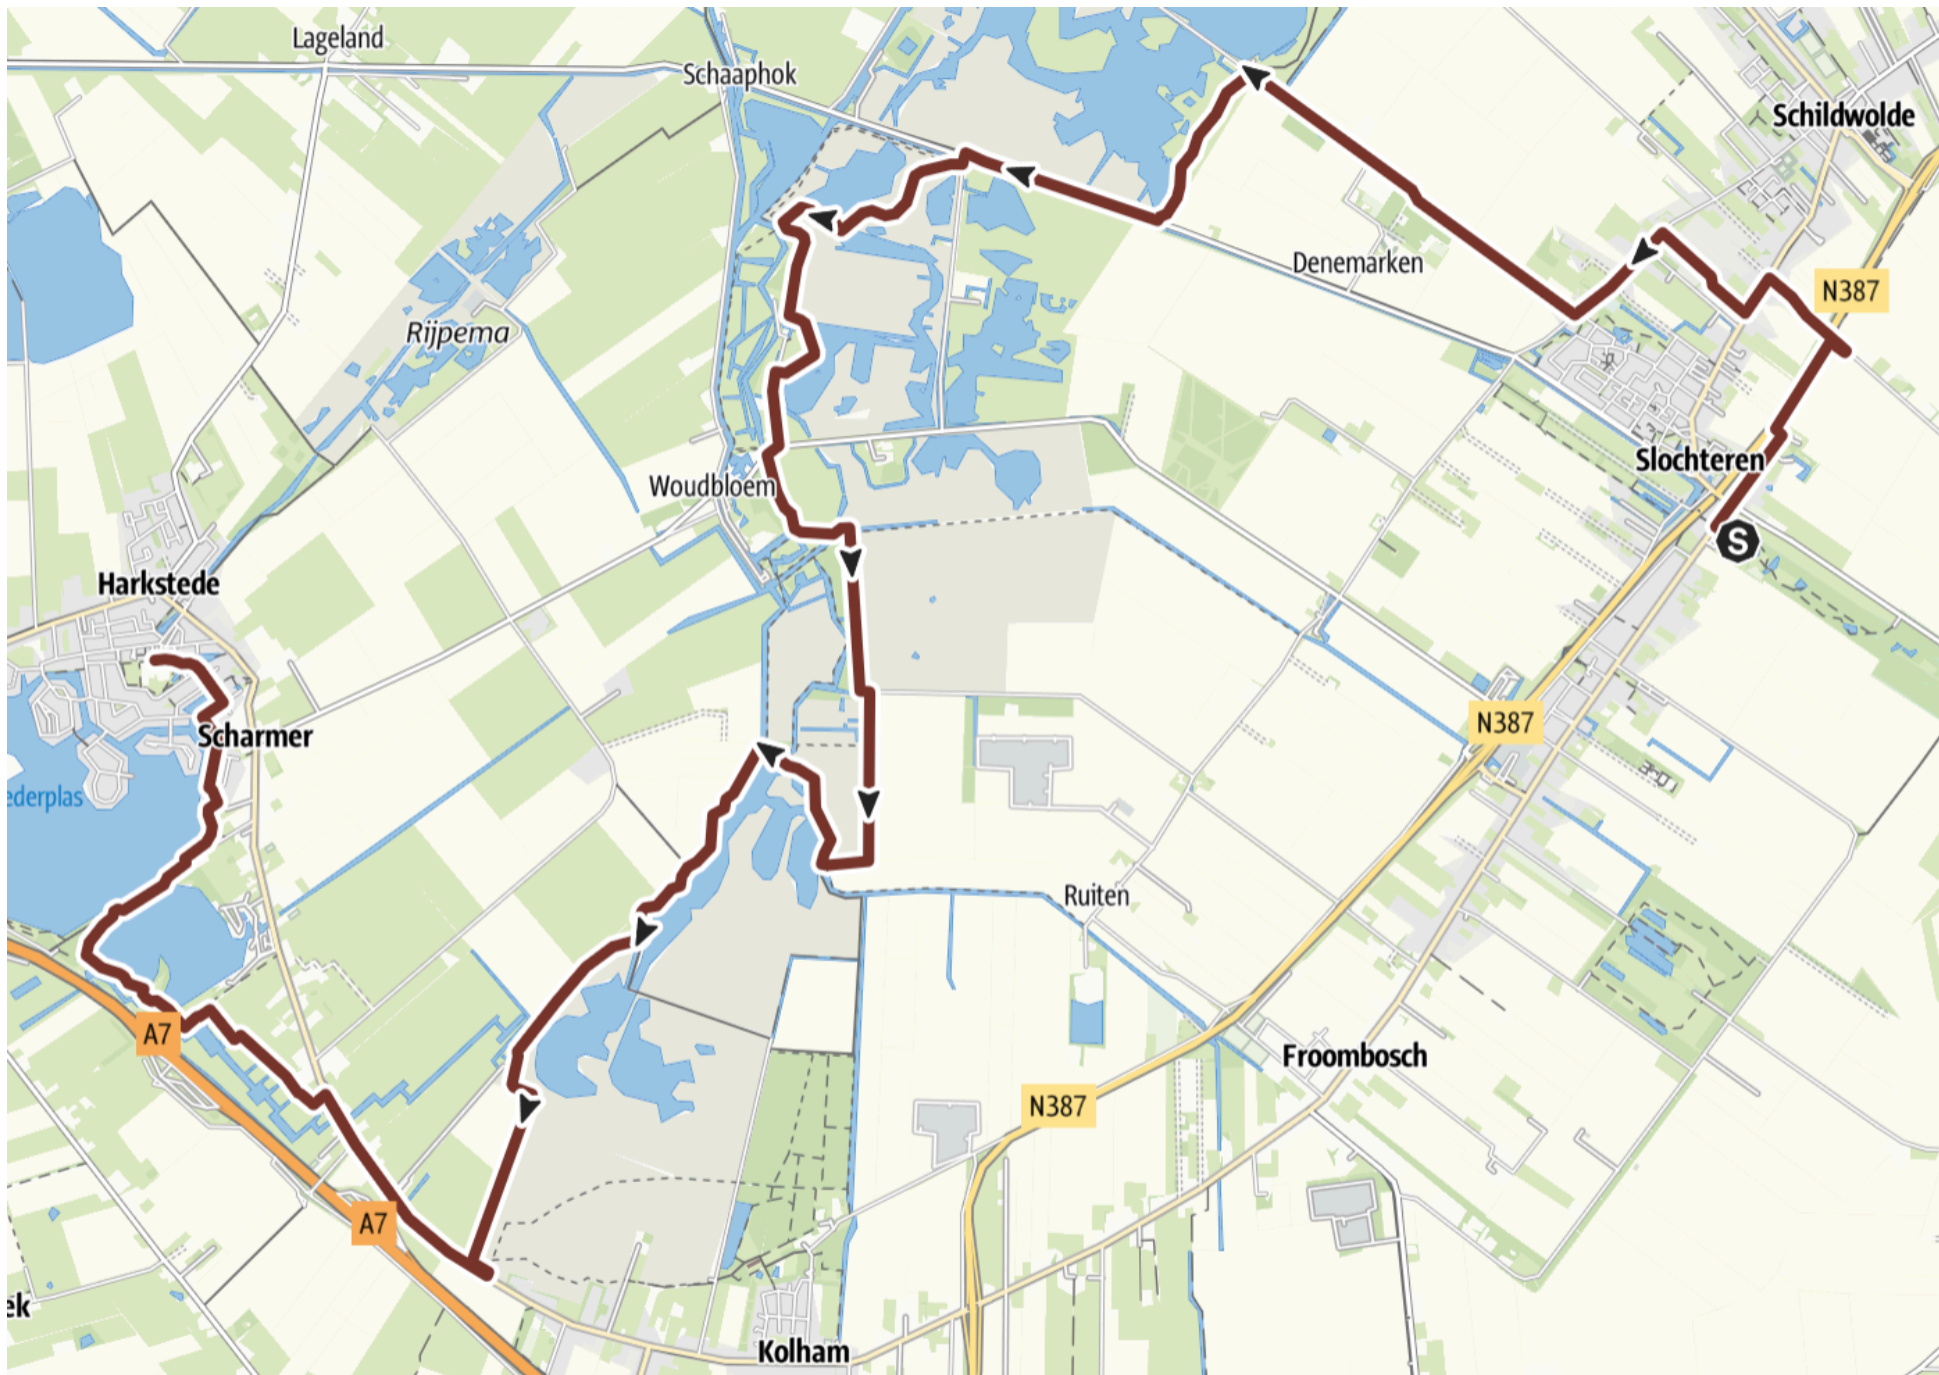 Lageland
Schaaphok
Schildwolde
Denemarken
N387
Rijpema
Slochteren
Woudbloem
S
Harkstede
N387
Scharmer
ederplas
Ruiten
A7
Froombosch
N387
A7
ek
Kolham